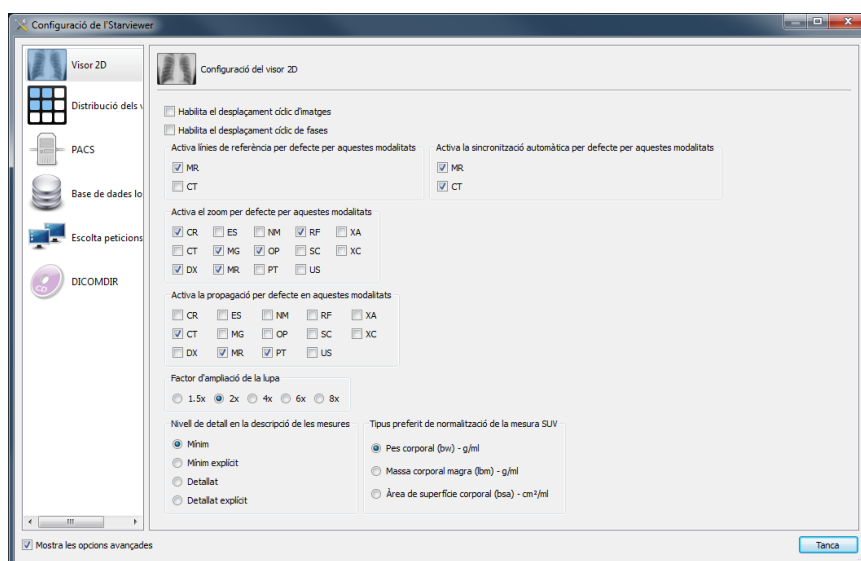 Configuració de l'Starviewer
Visor 2D
Distribució dels v
PACS
Base de dades lo
Escolta peticions
DICOMDIR
Configuració del visor 2D
Habilita el desplaçament cíclic d'imatges
Habilita el desplaçament cíclic de fases
Activa línies de referència per defecte per aquestes modalitats
MR
CT
Activa la sincronització automàtica per defecte per aquestes modalitats
MR
CT
Activa el zoom per defecte per aquestes modalitats
CR ES NM RF XA
CT MG OP SC XC
DX MR PT US
Activa la propagació per defecte en aquestes modalitats
CR ES NM RF XA
CT MG OP SC XC
DX MR PT US
Factor d'ampliació de la lupa
1.5x 2x 4x 6x 8x
Nivell de detall en la descripció de les mesures
Mínim
Mínim explícit
Detallat
Detallat explícit
Tipus preferit de normalització de la mesura SUV
Pes corporal (bw) - g/ml
Massa corporal magra (lbm) - g/ml
Àrea de superfície corporal (bsa) - cm²/ml
Mostra les opcions avançades
Tanca